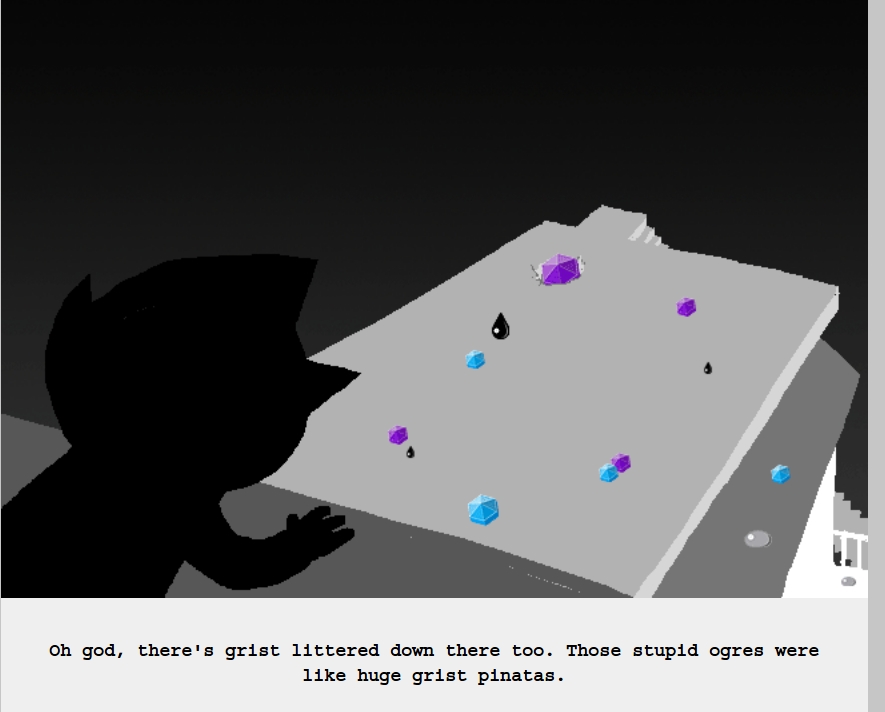 Oh god, there's grist littered down there too. Those stupid ogres were
like huge grist pinatas.